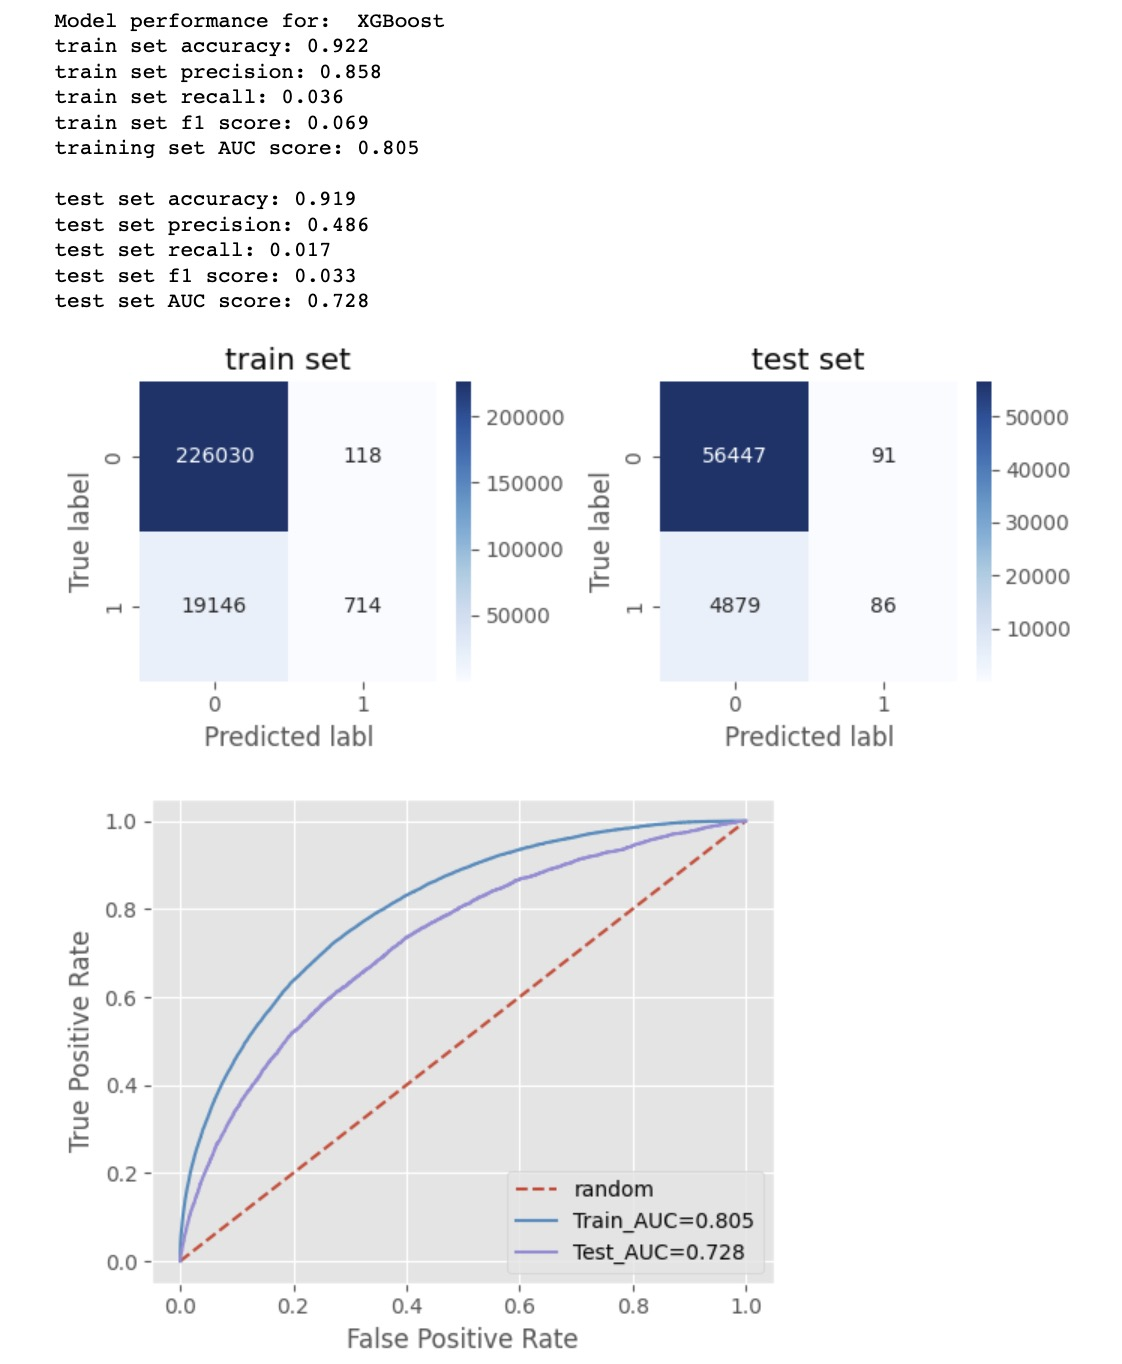 Model performance for:  XGBoost
train set accuracy: 0.922
train set precision: 0.858
train set recall: 0.036
train set f1 score: 0.069
training set AUC score: 0.805
test set accuracy: 0.919
test set precision: 0.486
test set recall: 0.017
test set f1 score: 0.033
test set AUC score: 0.728
train set
True label
0
1
226030
118
19146
714
0
1
Predicted labl
200000
150000
100000
50000
test set
True label
0
1
56447
91
4879
86
0
1
Predicted labl
50000
40000
30000
20000
10000
True Positive Rate
1.0
0.8
0.6
0.4
0.2
0.0
random
Train_AUC=0.805
Test_AUC=0.728
0.0
0.2
0.4
0.6
0.8
1.0
False Positive Rate